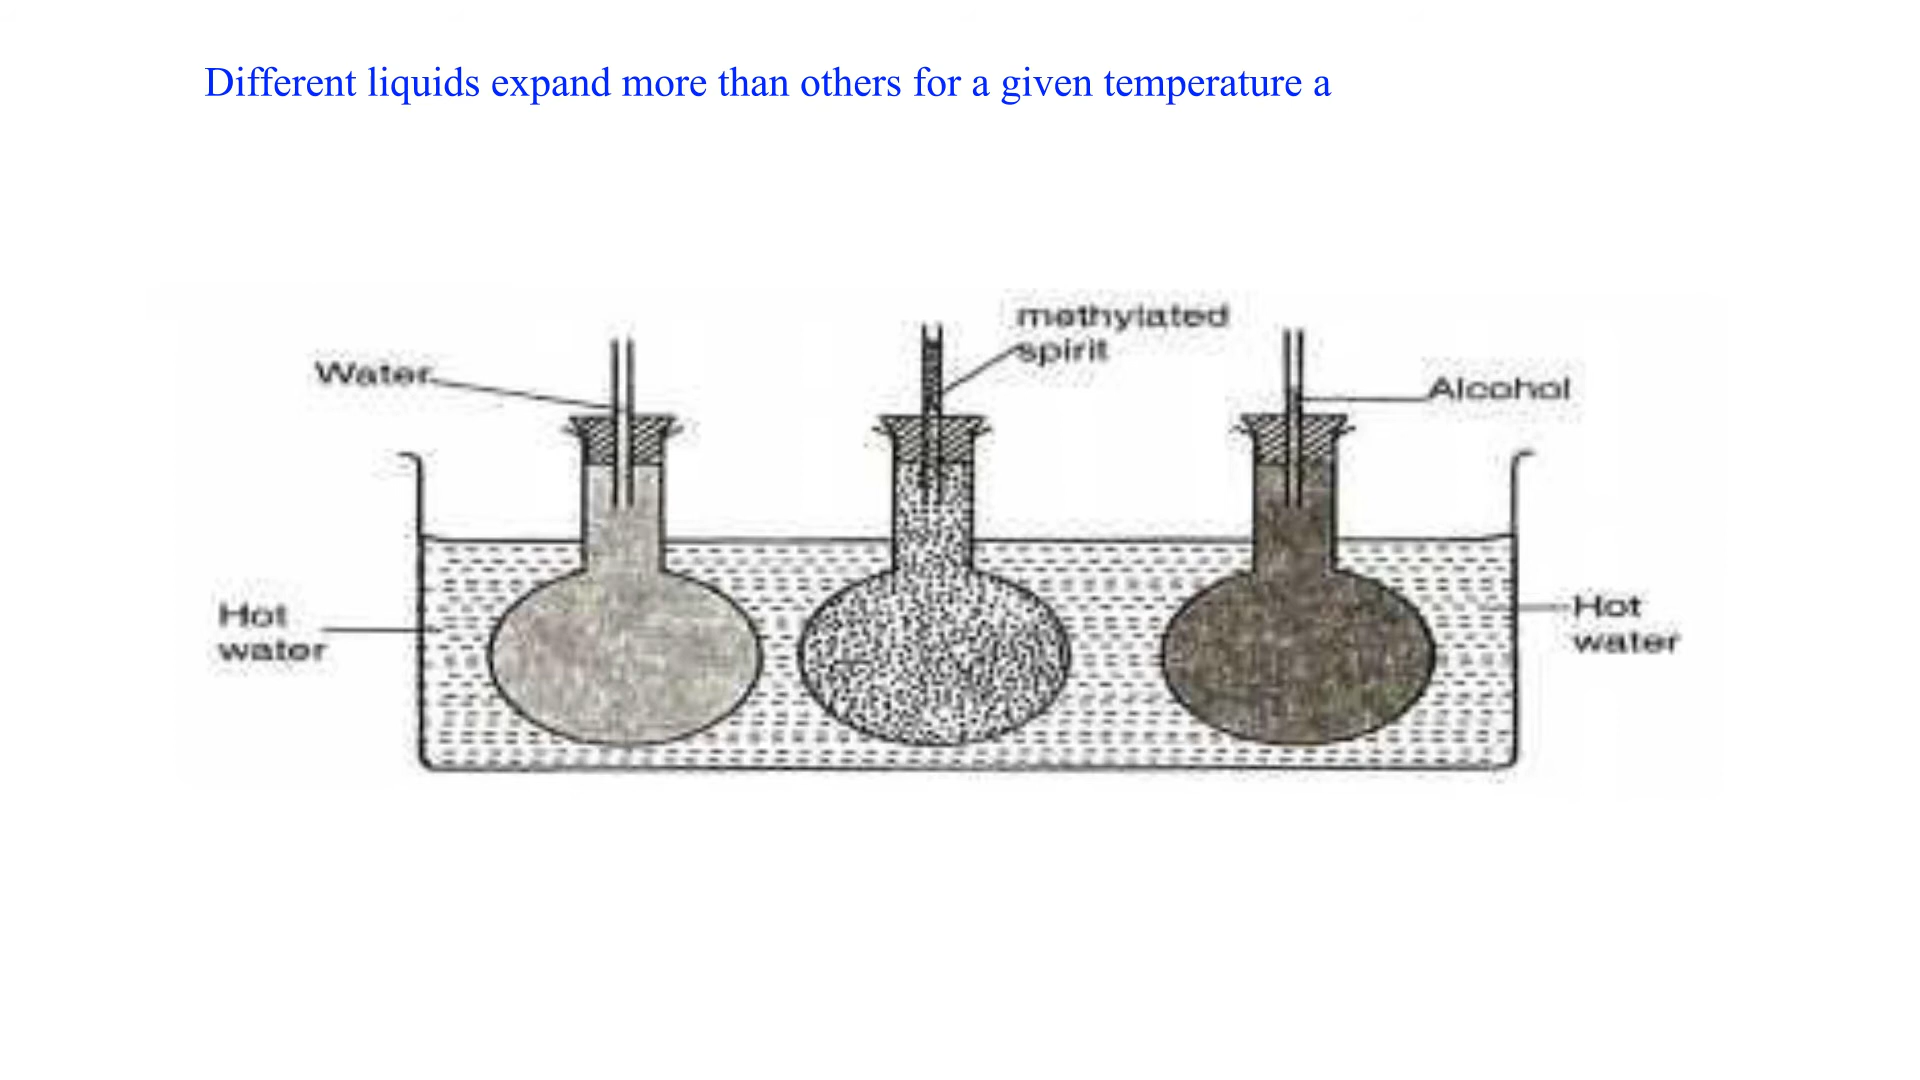 Different liquids expand more than others for a given temperature a
methylated
spirit
Water
Alcohol
Hot
water
Hot
water